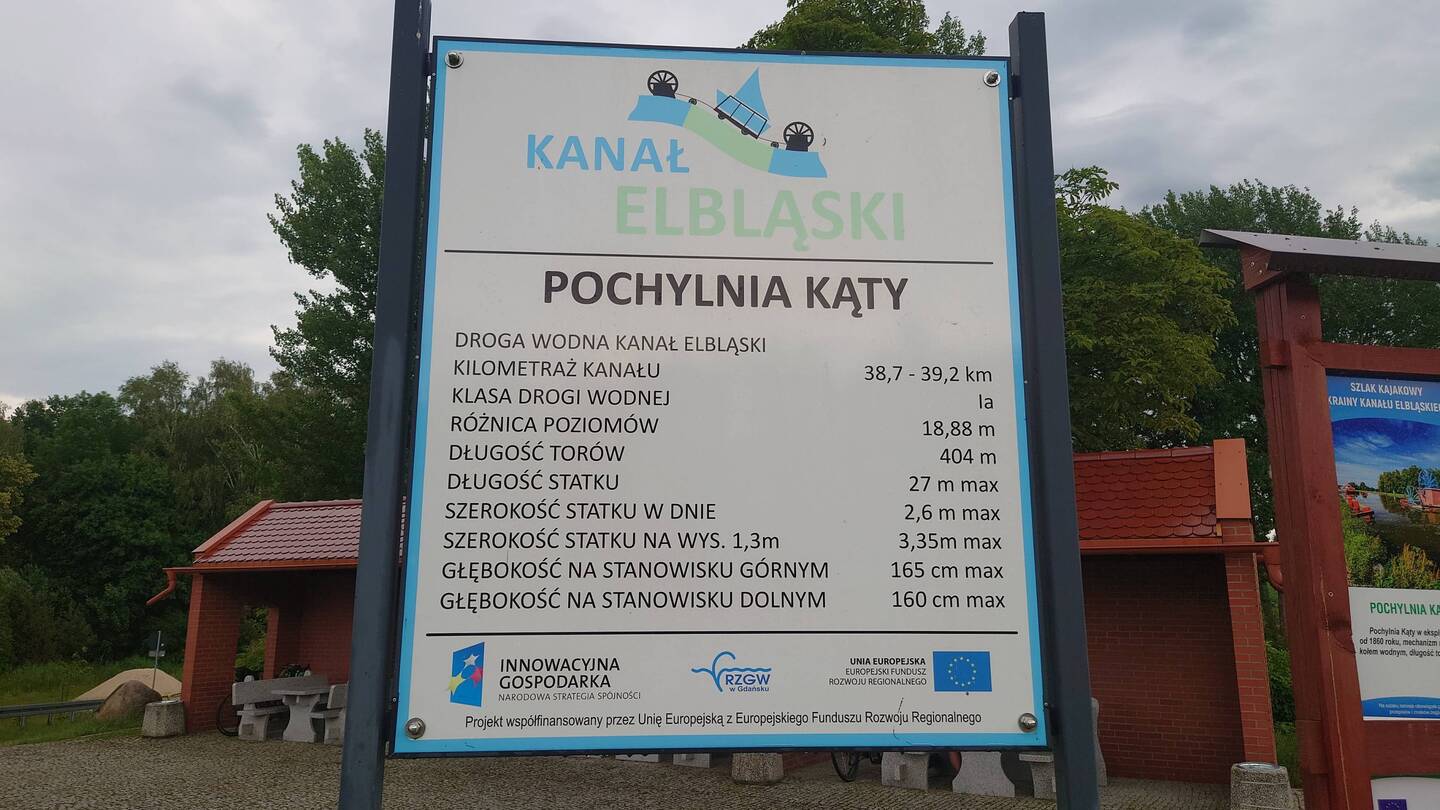 KANAŁ
ELBLĄSKI
POCHYLNIA KĄTY
DROGA WODNA KANAŁ ELBLĄSKI
KILOMETRAŻ KANAŁU 38,7 - 39,2 km
KLASA DROGI WODNEJ Ia
RÓŻNICA POZIOMÓW 18,88 m
DŁUGOŚĆ TORÓW 404 m
DŁUGOŚĆ STATKU 27 m max
SZEROKOŚĆ STATKU W DNIE 2,6 m max
SZEROKOŚĆ STATKU NA WYS. 1,3m 3,35m max
GŁĘBOKOŚĆ NA STANOWISKU GÓRNYM 165 cm max
GŁĘBOKOŚĆ NA STANOWISKU DOLNYM 160 cm max
INNOWACYJNA
GOSPODARKA
NARODOWA STRATEGIA SPÓJNOŚCI
RZGW
w Gdańsku
UNIA EUROPEJSKA
EUROPEJSKI FUNDUSZ
ROZWOJU REGIONALNEGO
Projekt współfinansowany przez Unię Europejską z Europejskiego Funduszu Rozwoju Regionalnego
SZLAK KAJAKOWY
KRAINY KANAŁU ELBLĄSKIE
POCHYLNIA KĄ
Pochylnia Kąty w ekspl
od 1860 roku, mechanizm
kołem wodnym, długość to